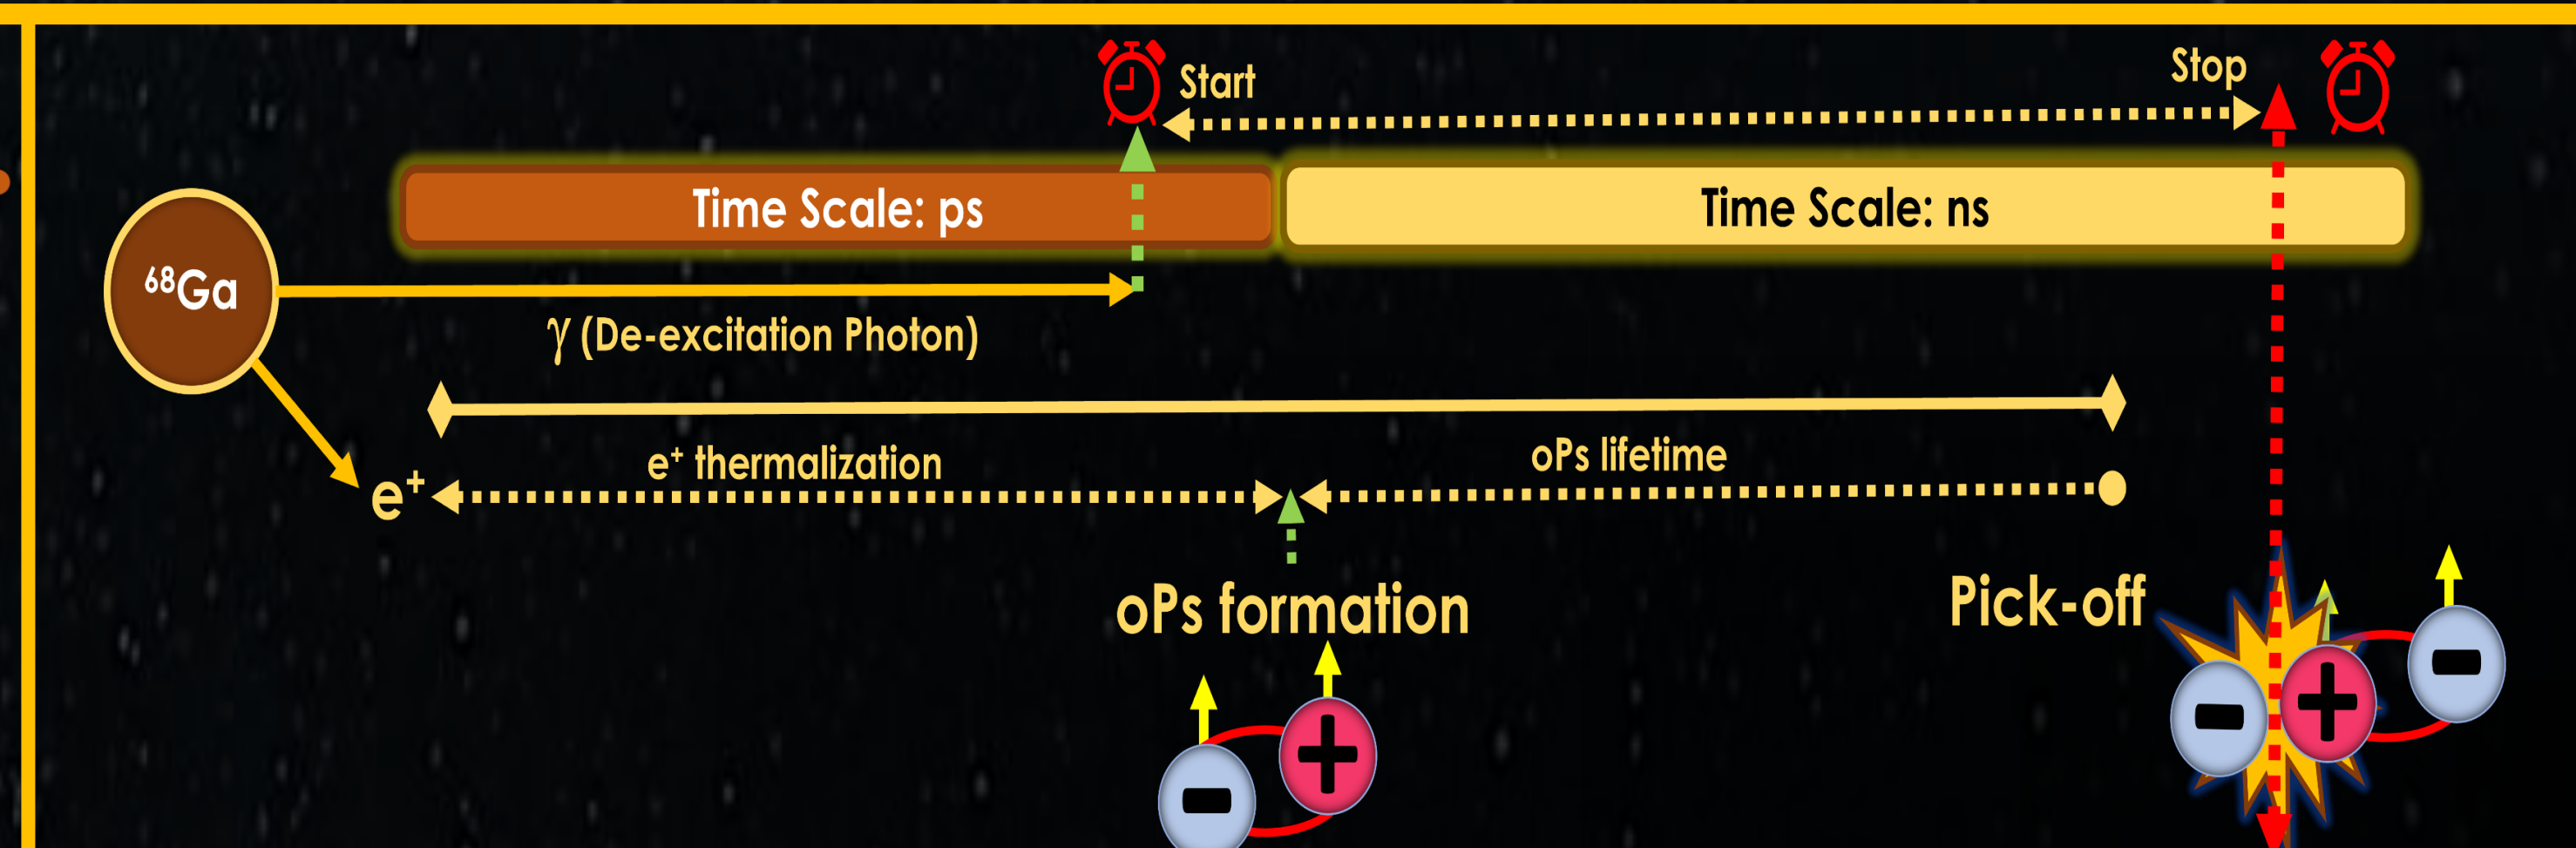 Start
Stop
Time Scale: ps
Time Scale: ns
⁶⁸Ga
γ (De-excitation Photon)
e⁺ thermalization
oPs lifetime
e⁺
oPs formation
Pick-off
-
+
-
+
-